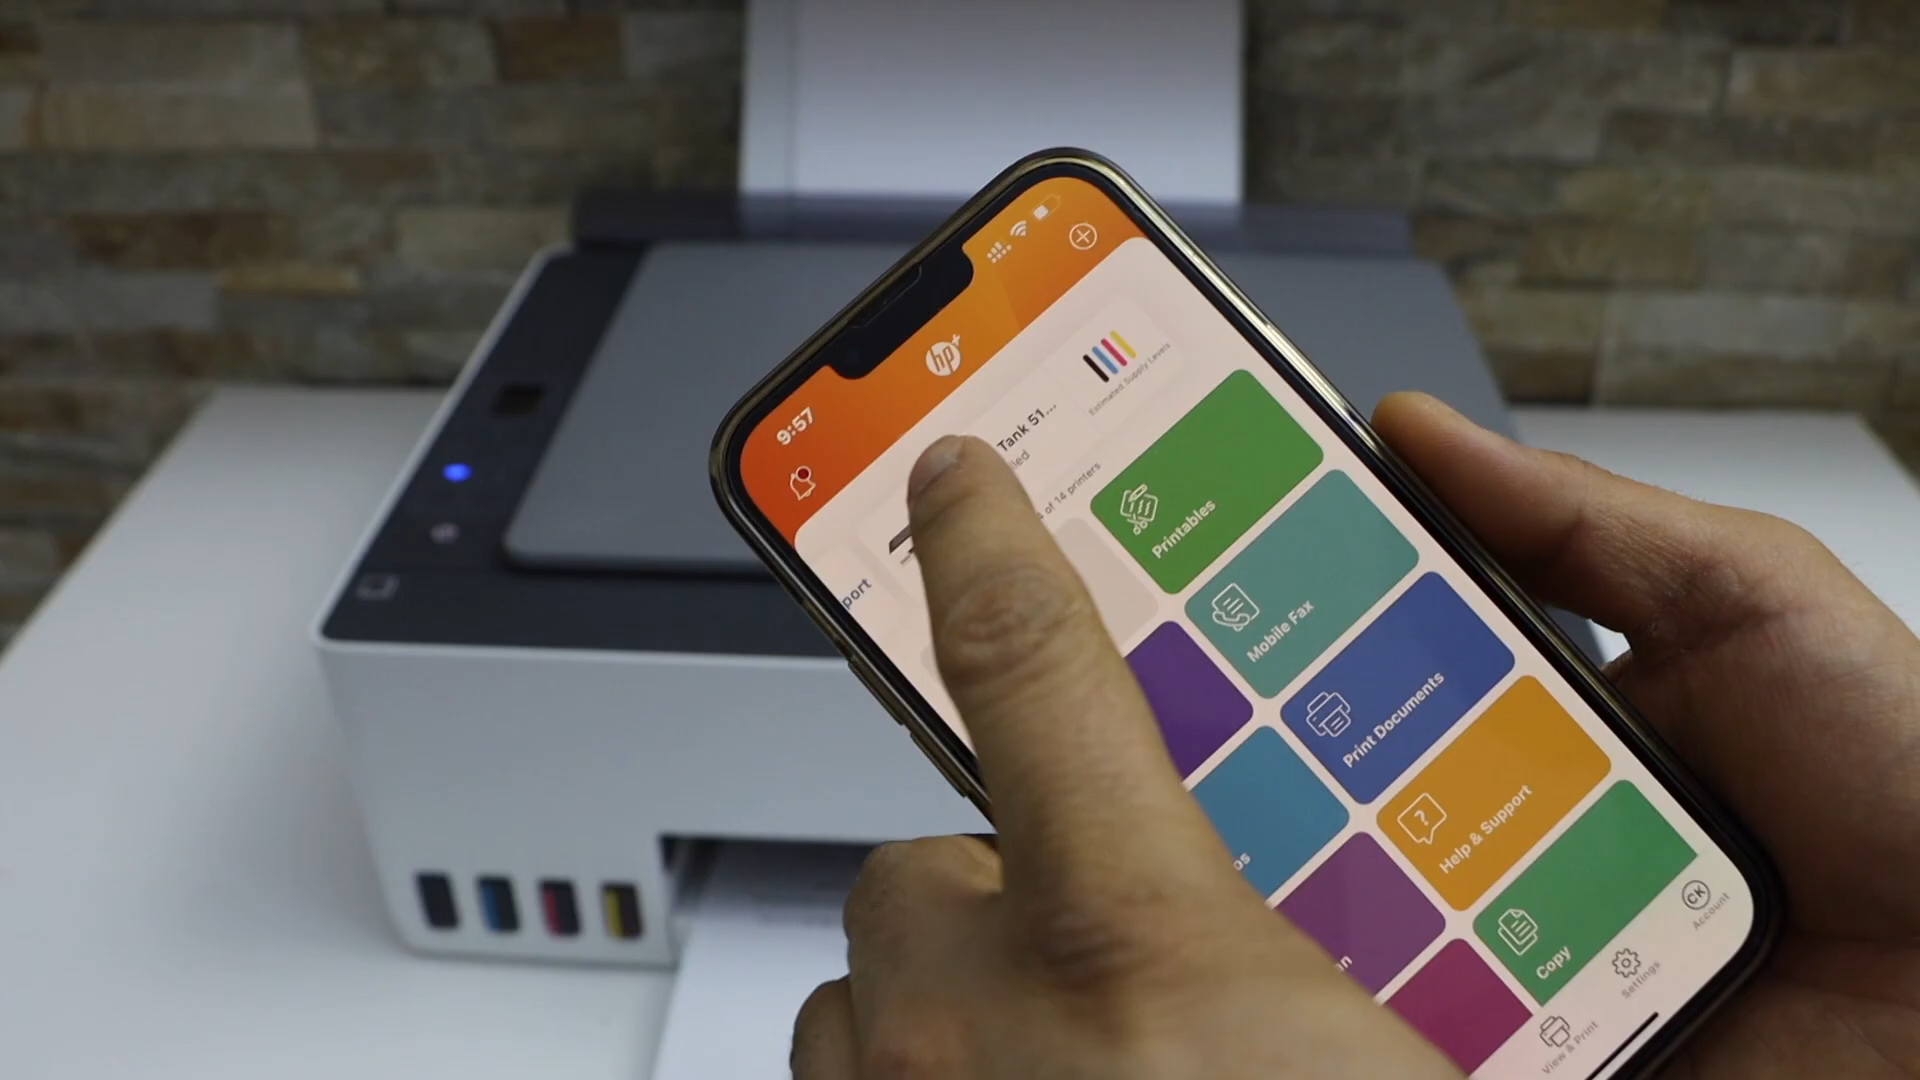 9:57
hp+
Tank 51...
Estimated Supply Levels
of 14 printers
port
Printables
Mobile Fax
Print Documents
Help & Support
Copy
CK
Account
Settings
View & Print